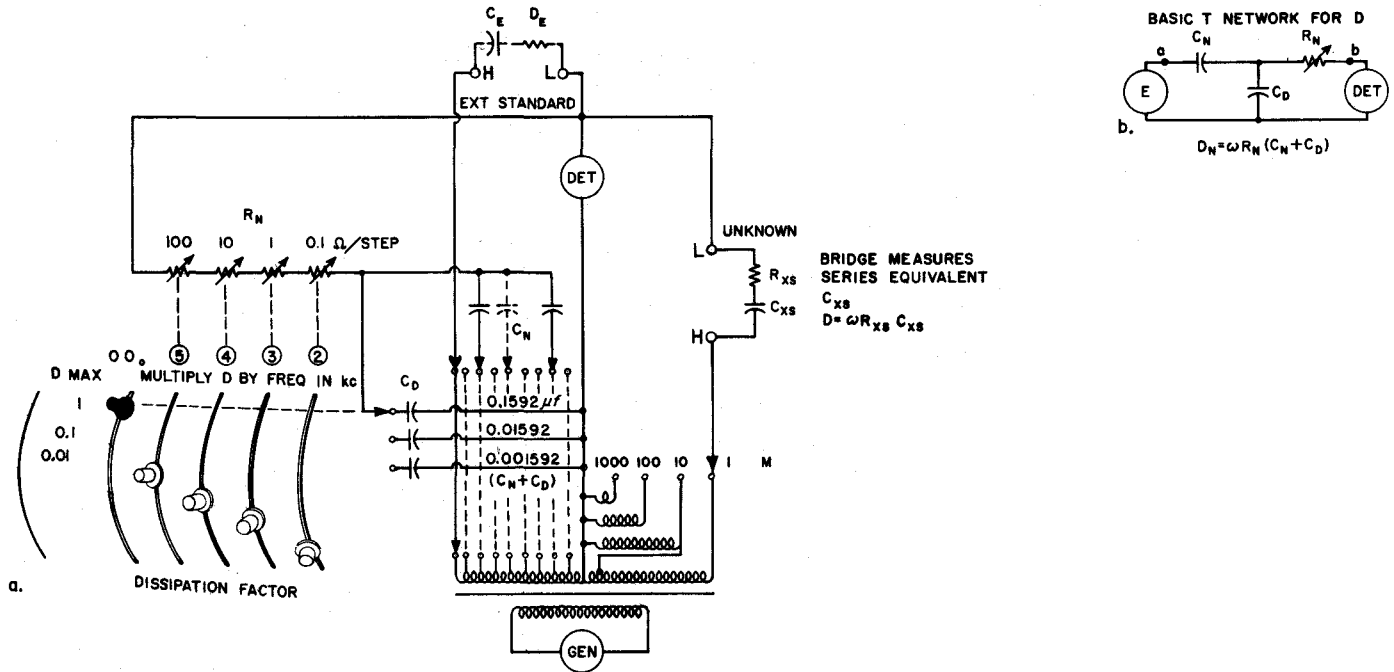 C_E D_E
H L
EXT STANDARD
DET
R_N
100 10 1 0.1 Ω/STEP
C_N
UNKNOWN
L
R_XS
C_XS
H
BRIDGE MEASURES
SERIES EQUIVALENT
C_XS
D=ωR_XS C_XS
5 4 3 2
D MAX MULTIPLY D BY FREQ IN kc
1
0.1
0.01
C_D
0.1592 μf
0.01592
0.001592
(C_N+C_D)
1000 100 10 1 M
DISSIPATION FACTOR
a.
GEN
BASIC T NETWORK FOR D
C_N R_N
a b
E C_D DET
b.
D_N=ωR_N(C_N+C_D)